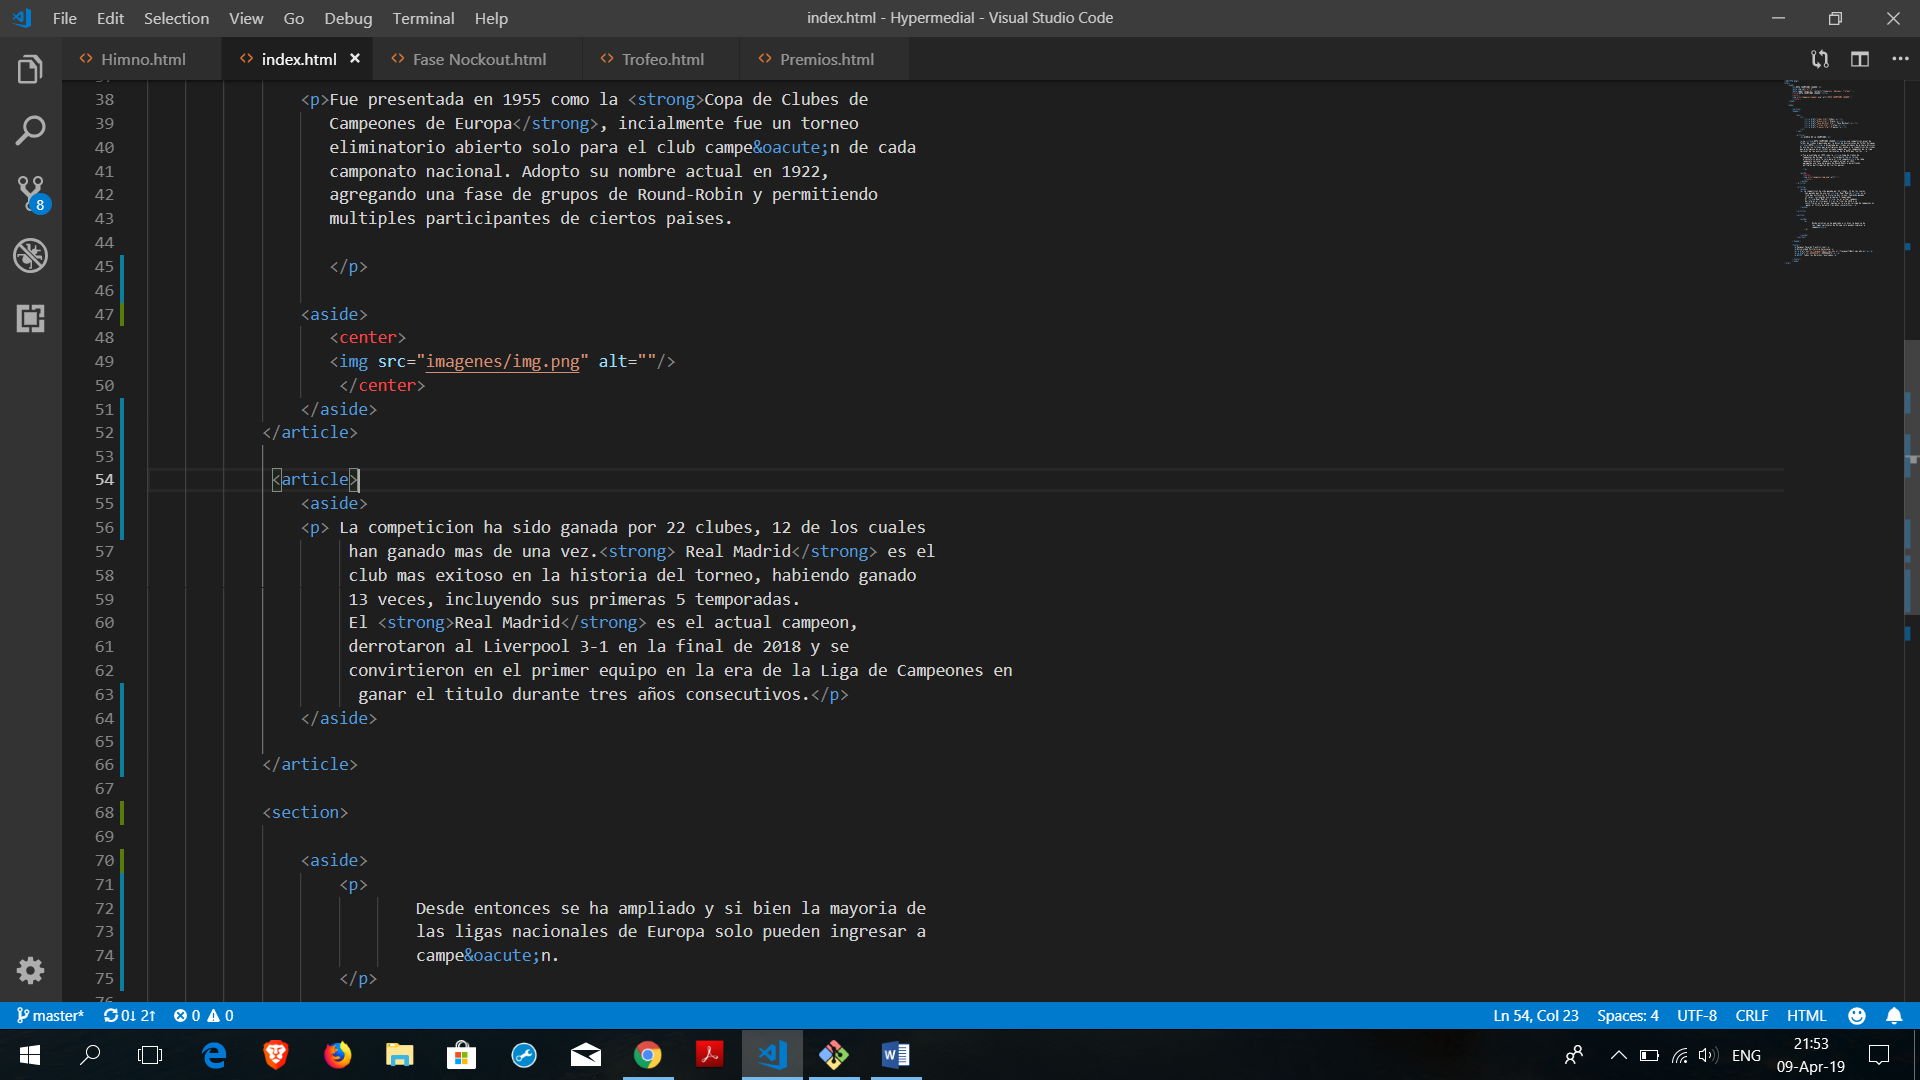 File Edit Selection View Go Debug Terminal Help
index.html - Hypermedial - Visual Studio Code
Himno.html
index.html
Fase Nockout.html
Trofeo.html
Premios.html
38 <p>Fue presentada en 1955 como la <strong>Copa de Clubes de
39 Campeones de Europa</strong>, incialmente fue un torneo
40 eliminatorio abierto solo para el club campe&oacute;n de cada
41 camponato nacional. Adopto su nombre actual en 1922,
42 agregando una fase de grupos de Round-Robin y permitiendo
43 multiples participantes de ciertos paises.
44
45 </p>
46
47 <aside>
48 <center>
49 <img src="imagenes/img.png" alt=""/>
50 </center>
51 </aside>
52 </article>
53
54 <article>
55 <aside>
56 <p> La competicion ha sido ganada por 22 clubes, 12 de los cuales
57 han ganado mas de una vez.<strong> Real Madrid</strong> es el
58 club mas exitoso en la historia del torneo, habiendo ganado
59 13 veces, incluyendo sus primeras 5 temporadas.
60 El <strong>Real Madrid</strong> es el actual campeon,
61 derrotaron al Liverpool 3-1 en la final de 2018 y se
62 convirtieron en el primer equipo en la era de la Liga de Campeones en
63 ganar el titulo durante tres años consecutivos.</p>
64 </aside>
65
66 </article>
67
68 <section>
69
70 <aside>
71 <p>
72 Desde entonces se ha ampliado y si bien la mayoria de
73 las ligas nacionales de Europa solo pueden ingresar a
74 campe&oacute;n.
75 </p>
76
8
master* 0↓ 2↑ 0 0
Ln 54, Col 23 Spaces: 4 UTF-8 CRLF HTML
ENG
21:53
09-Apr-19